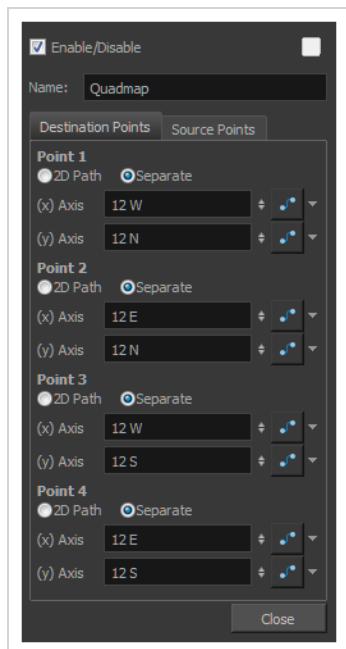 Enable/Disable
Name: Quadmap
Destination Points Source Points
Point 1
2D Path Separate
(x) Axis 12 W
(y) Axis 12 N
Point 2
2D Path Separate
(x) Axis 12 E
(y) Axis 12 N
Point 3
2D Path Separate
(x) Axis 12 W
(y) Axis 12 S
Point 4
2D Path Separate
(x) Axis 12 E
(y) Axis 12 S
Close